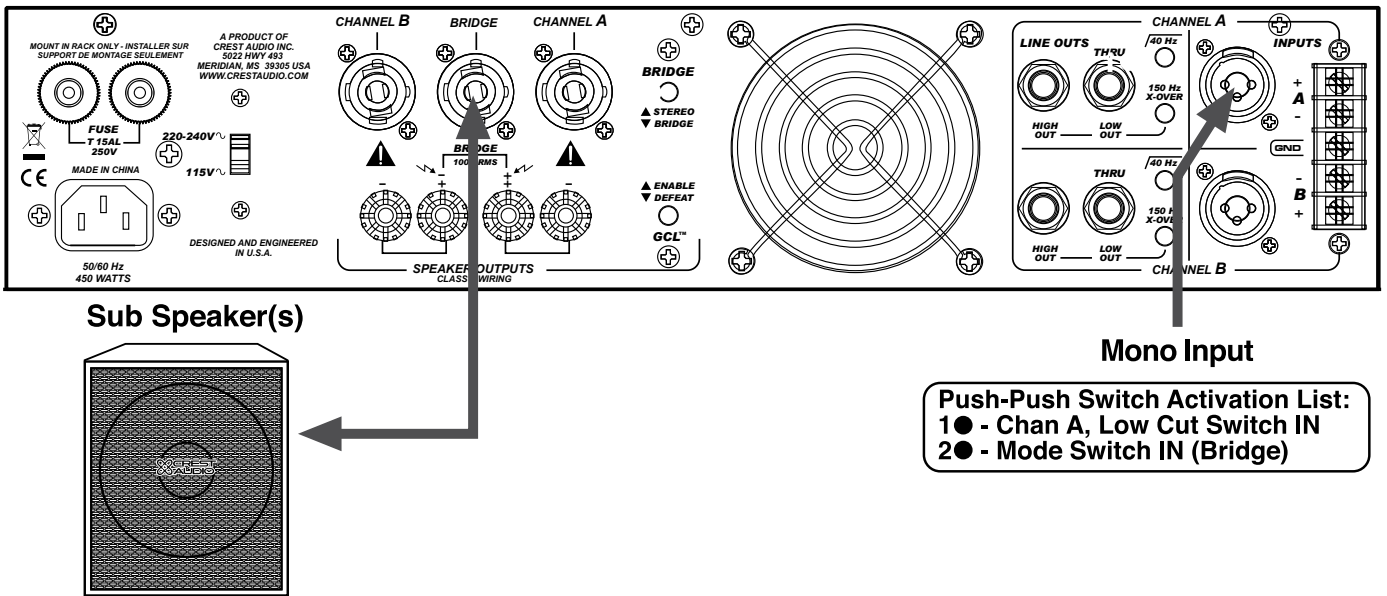 CHANNEL B
BRIDGE
CHANNEL A
MOUNT IN RACK ONLY - INSTALLER SUR
SUPPORT DE MONTAGE SEULEMENT
A PRODUCT OF
CREST AUDIO INC.
5022 HWY 493
MERIDIAN, MS 39305 USA
WWW.CRESTAUDIO.COM
FUSE
T 15AL
250V
220-240V~
115V~
CE
MADE IN CHINA
50/60 Hz
450 WATTS
DESIGNED AND ENGINEERED
IN U.S.A.
BRIDGE
RMS
- +
+ -
- +
+ -
SPEAKER OUTPUTS
CLASS WIRING
BRIDGE
▲ STEREO
▼ BRIDGE
▲ ENABLE
▼ DEFEAT
GCL™
CHANNEL A
LINE OUTS
THRU
40 Hz
INPUTS
150 Hz
X-OVER
HIGH
OUT
LOW
OUT
+
A
-
GND
-
B
+
THRU
40 Hz
150 Hz
X-OVER
HIGH
OUT
LOW
OUT
CHANNEL B
Sub Speaker(s)
CREST
AUDIO
Mono Input
Push-Push Switch Activation List:
1● - Chan A, Low Cut Switch IN
2● - Mode Switch IN (Bridge)